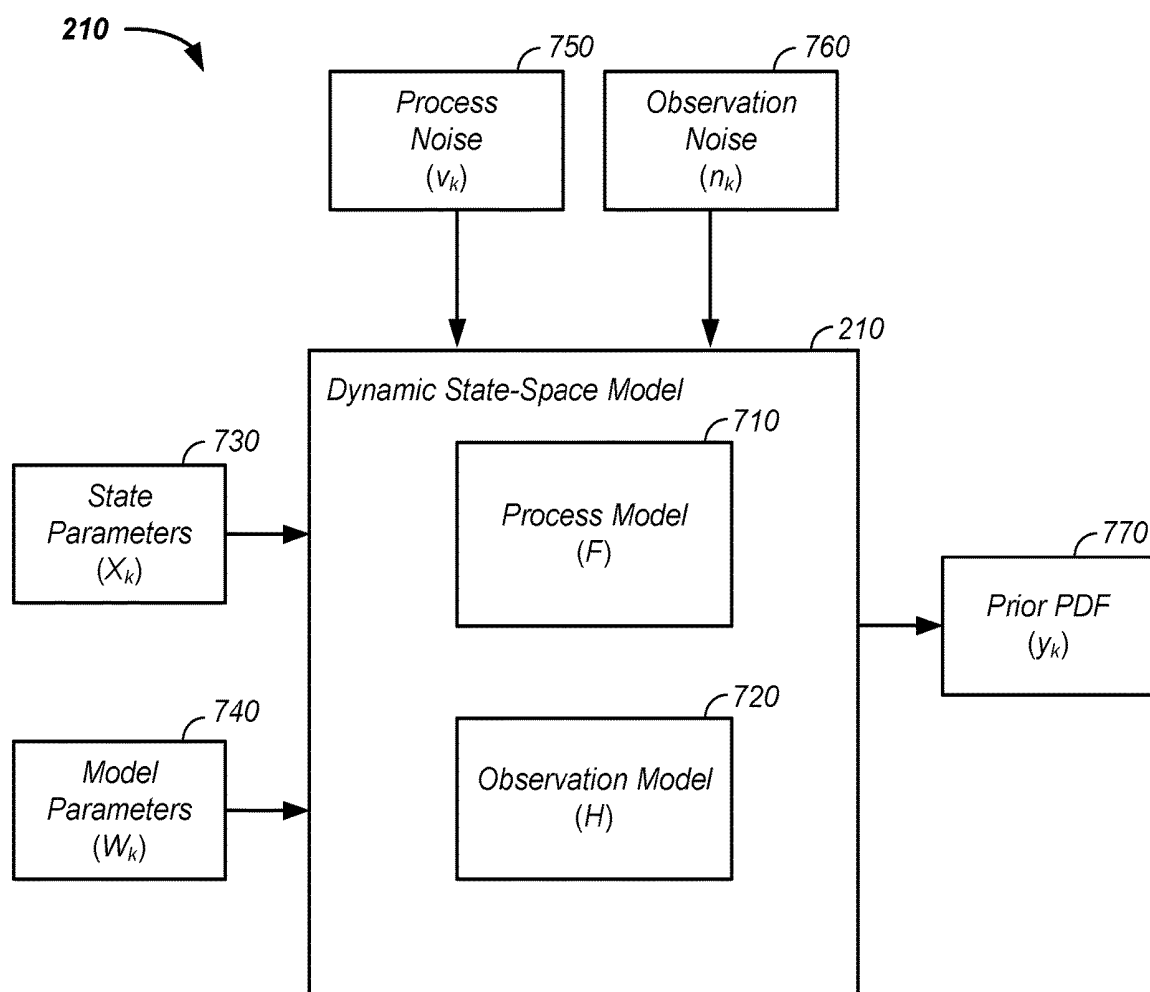 210
750
760
Process
Noise
(vₖ)
Observation
Noise
(nₖ)
210
Dynamic State-Space Model
710
730
State
Parameters
(Xₖ)
Process Model
(F)
770
Prior PDF
(yₖ)
720
740
Model
Parameters
(Wₖ)
Observation Model
(H)